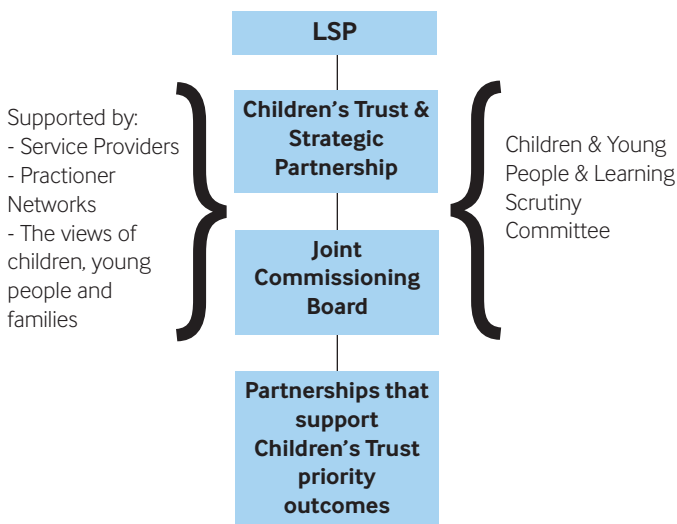 LSP
Supported by:
- Service Providers
- Practioner
Networks
- The views of
children, young
people and
families
Children’s Trust &
Strategic
Partnership
Joint
Commissioning
Board
Partnerships that
support
Children’s Trust
priority
outcomes
Children & Young
People & Learning
Scrutiny
Committee